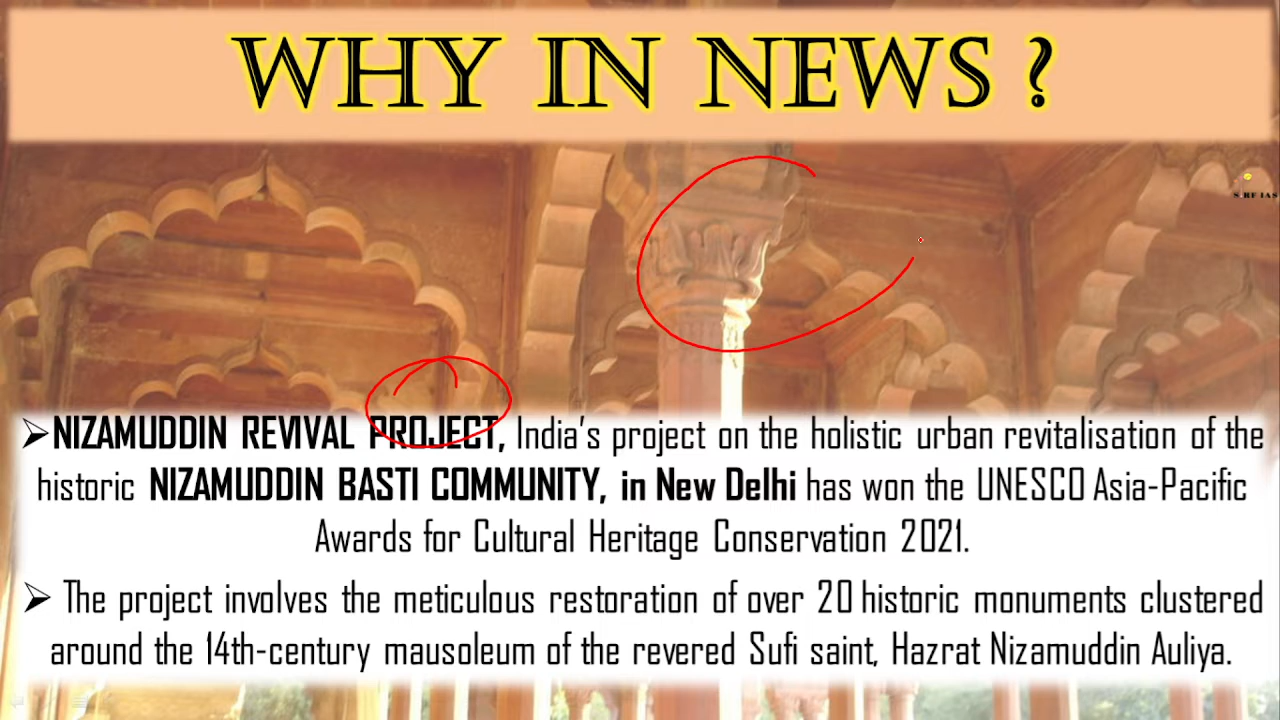 WHY IN NEWS ?
SIRF IAS
➢NIZAMUDDIN REVIVAL PROJECT, India's project on the holistic urban revitalisation of the
historic NIZAMUDDIN BASTI COMMUNITY, in New Delhi has won the UNESCO Asia-Pacific
Awards for Cultural Heritage Conservation 2021.
➢ The project involves the meticulous restoration of over 20 historic monuments clustered
around the 14th-century mausoleum of the revered Sufi saint, Hazrat Nizamuddin Auliya.